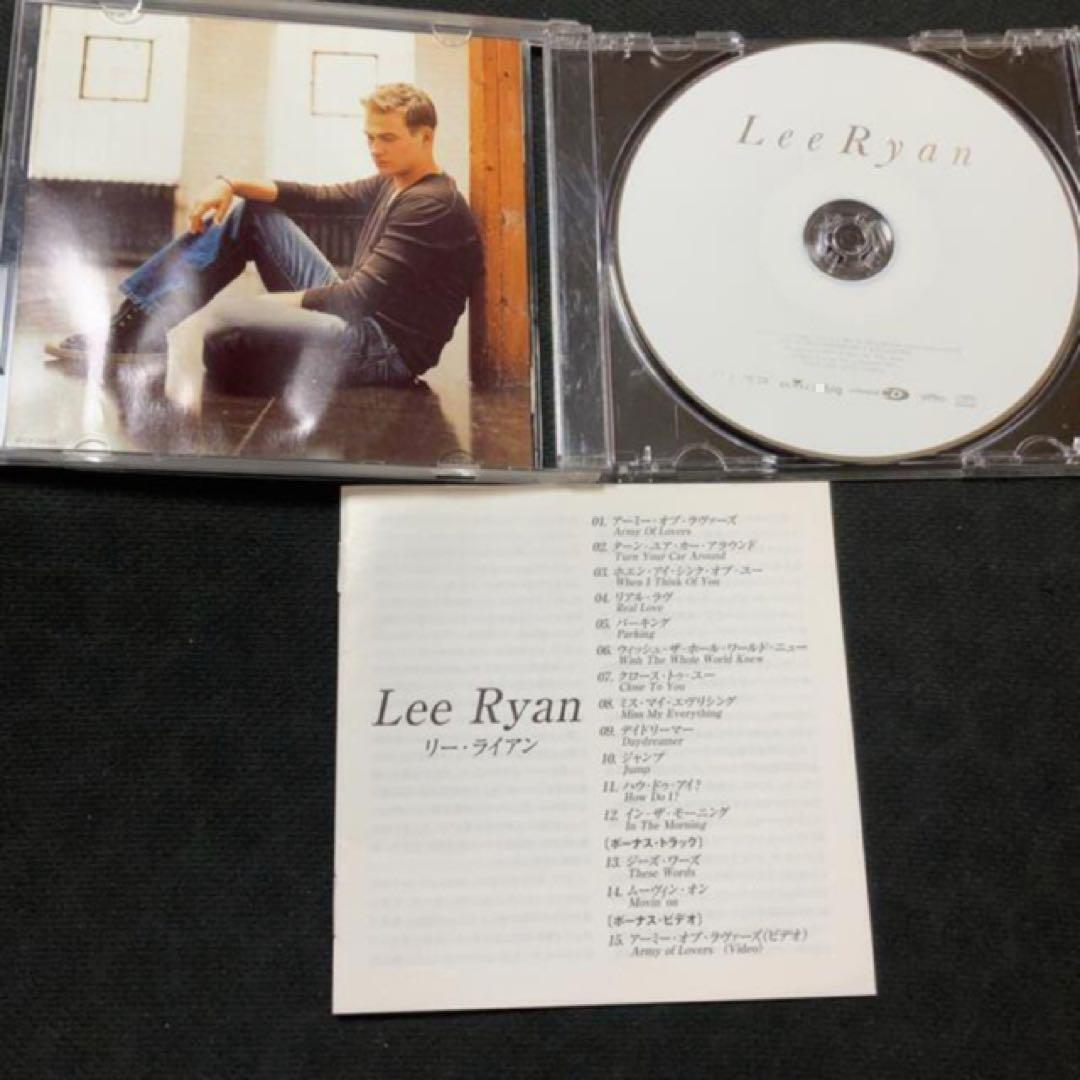 Lee Ryan
Lee Ryan
リー・ライアン
01. アーミー・オブ・ラヴァーズ
Army Of Lovers
02. ターン・ユア・カー・アラウンド
Turn Your Car Around
03. ホエン・アイ・シンク・オブ・ユー
When I Think Of You
04. リアル・ラヴ
Real Love
05. パーキング
Parking
06. ウィッシュ・ザ・ホール・ワールド・ニュー
Wish The Whole World Knew
07. クロース・トゥ・ユー
Close To You
08. ミス・マイ・エヴリシング
Miss My Everything
09. デイドリーマー
Daydreamer
10. ジャンプ
Jump
11. ハウ・ドゥ・アイ?
How Do I?
12. イン・ザ・モーニング
In The Morning
[ボーナス・トラック]
13. ジーズ・ワーズ
These Words
14. ムーヴィン・オン
Movin' on
[ボーナス・ビデオ]
15. アーミー・オブ・ラヴァーズ(ビデオ)
Army of Lovers (Video)